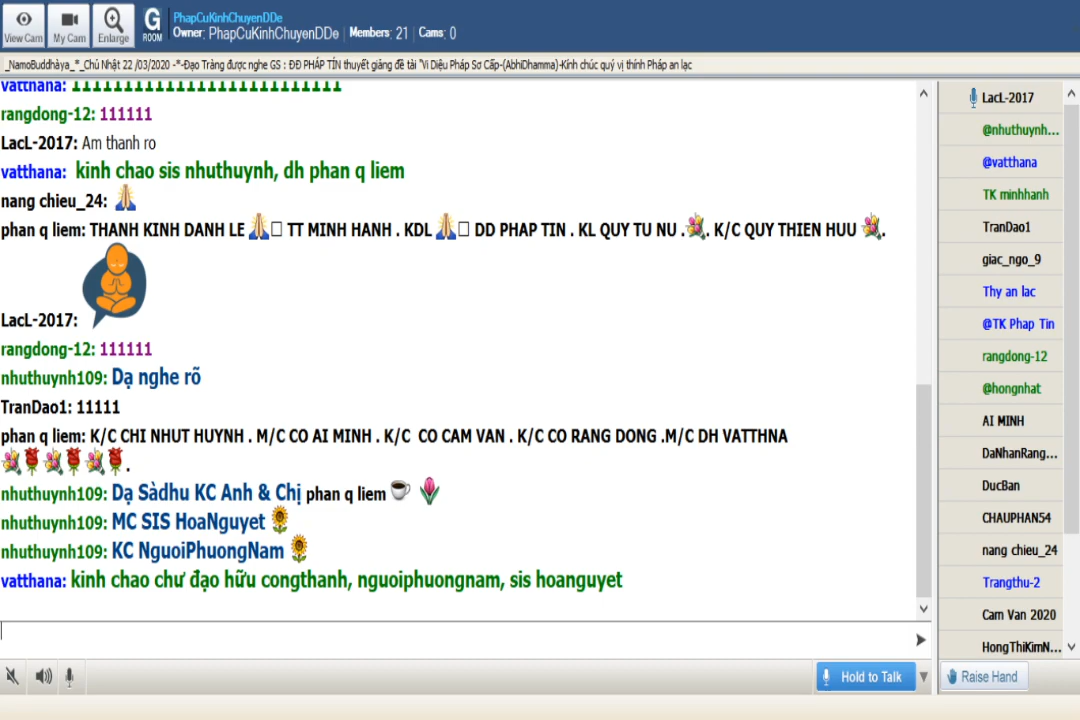 PhapCuKinhChuyenDDe
Owner: PhapCuKinhChuyenDDe Members: 21 Cams: 0
View Cam
My Cam
Enlarge
G ROOM
_NamoBuddhàya_*_Chủ Nhật 22 /03/2020 -*-Đạo Tràng được nghe GS : ĐĐ PHÁP TÍN thuyết giảng đề tài "Vi Diệu Pháp Sơ Cấp-(AbhiDhamma)-Kính chúc quý vị thính Pháp an lạc
vatthana:
rangdong-12: 111111
LacL-2017: Am thanh ro
vatthana: kinh chao sis nhuthuynh, dh phan q liem
nang chieu_24: 🙏
phan q liem: THANH KINH DANH LE 🙏 TT MINH HANH . KDL 🙏 DD PHAP TIN . KL QUY TU NU .💐. K/C QUY THIEN HUU 💐.
LacL-2017:
rangdong-12: 111111
nhuthuynh109: Dạ nghe rõ
TranDao1: 11111
phan q liem: K/C CHI NHUT HUYNH . M/C CO AI MINH . K/C CO CAM VAN . K/C CO RANG DONG .M/C DH VATTHNA
💐🌹💐🌹💐🌹.
nhuthuynh109: Dạ Sàdhu KC Anh & Chị phan q liem ☕ 🌷
nhuthuynh109: MC SIS HoaNguyet 🌻
nhuthuynh109: KC NguoiPhuongNam 🌻
vatthana: kinh chao chư đạo hữu congthanh, nguoiphuongnam, sis hoanguyet
LacL-2017
@nhuthuynh...
@vatthana
TK minhhanh
TranDao1
giac_ngo_9
Thy an lac
@TK Phap Tin
rangdong-12
@hongnhat
AI MINH
DaNhanRang...
DucBan
CHAUPHAN54
nang chieu_24
Trangthu-2
Cam Van 2020
HongThiKimN...
Hold to Talk
Raise Hand